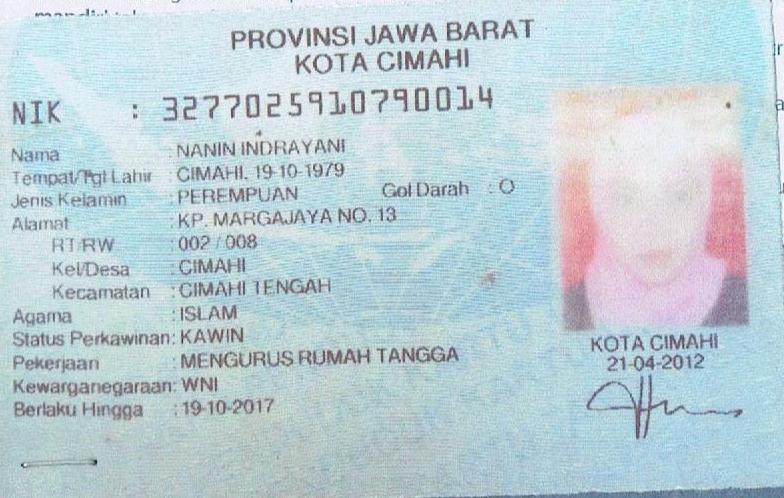 PROVINSI JAWA BARAT
KOTA CIMAHI
NIK : 3277025910790014
Nama : NANIN INDRAYANI
Tempat/Tgl Lahir : CIMAHI, 19-10-1979
Jenis Kelamin : PEREMPUAN Gol Darah : O
Alamat : KP. MARGAJAYA NO. 13
RT/RW : 002 / 008
Kel/Desa : CIMAHI
Kecamatan : CIMAHI TENGAH
Agama : ISLAM
Status Perkawinan: KAWIN
Pekerjaan : MENGURUS RUMAH TANGGA
Kewarganegaraan: WNI
Berlaku Hingga : 19-10-2017
KOTA CIMAHI
21-04-2012